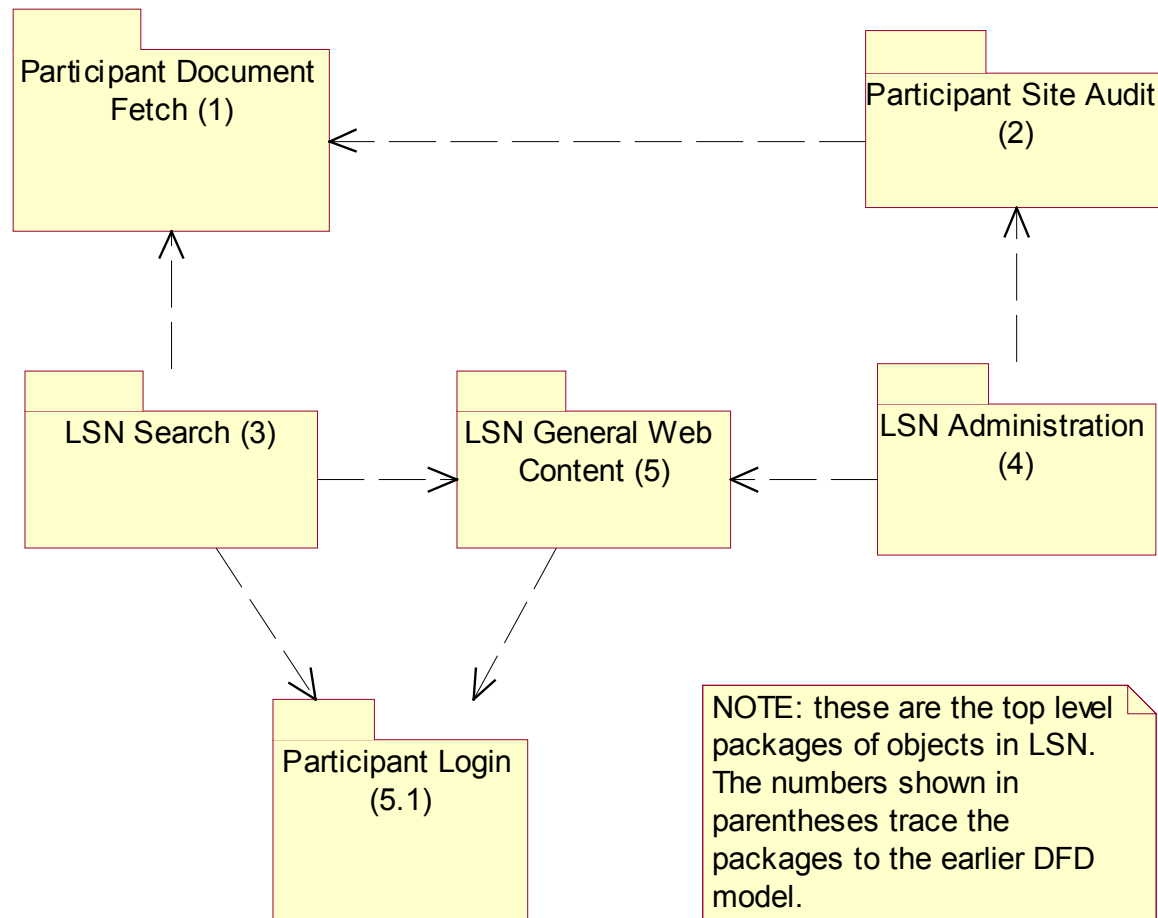 Participant Document
Fetch (1)
Participant Site Audit
(2)
LSN Search (3)
LSN General Web
Content (5)
LSN Administration
(4)
Participant Login
(5.1)
NOTE: these are the top level
packages of objects in LSN.
The numbers shown in
parentheses trace the
packages to the earlier DFD
model.